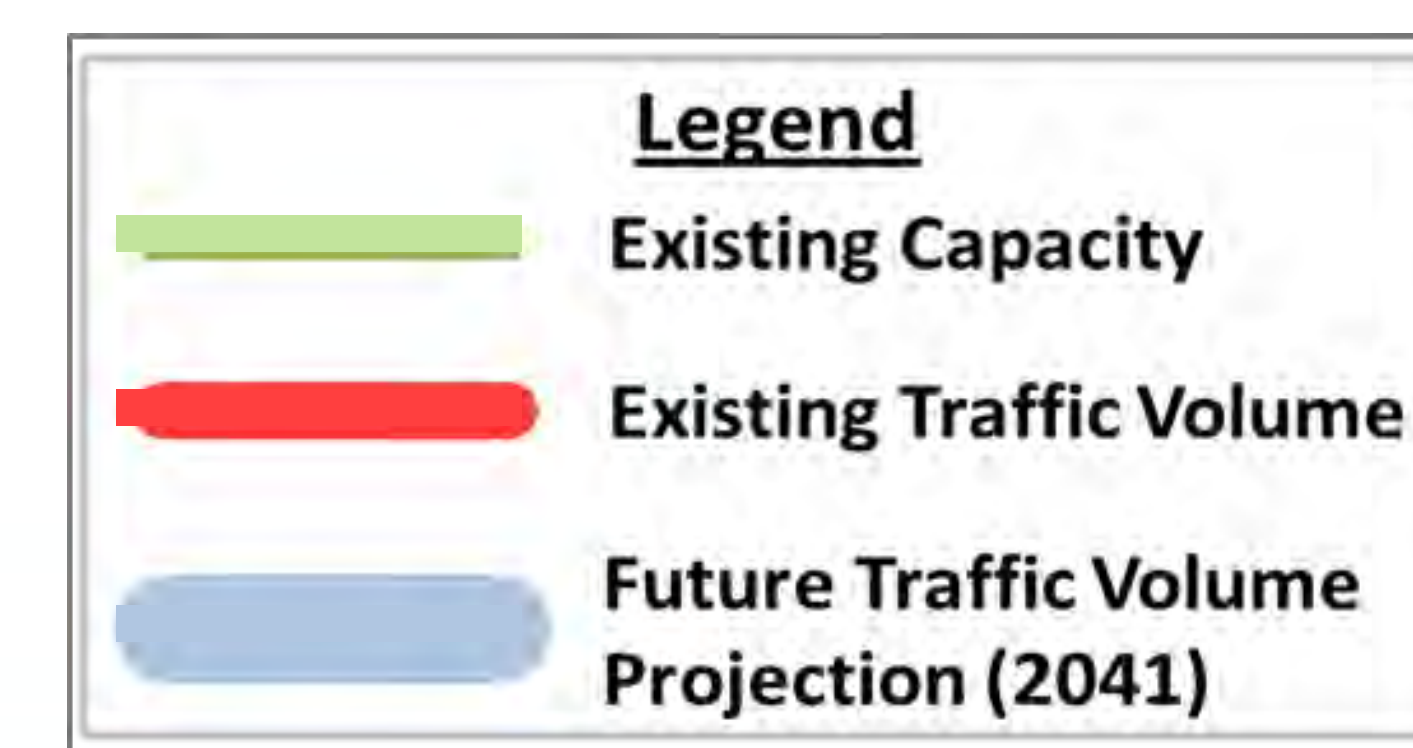 Legend
Existing Capacity
Existing Traffic Volume
Future Traffic Volume
Projection (2041)